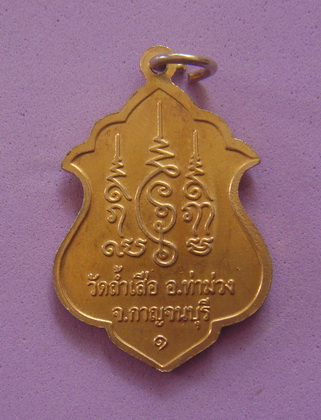 วัดถ้ำเสือ อ.ท่าม่วง
จ.กาญจนบุรี
๑